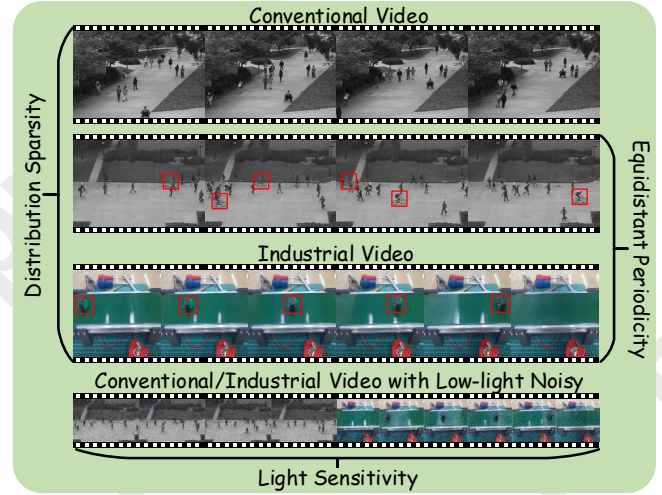 Conventional Video
Distribution Sparsity
Equidistant Periodicity
Industrial Video
Conventional/Industrial Video with Low-light Noisy
Light Sensitivity